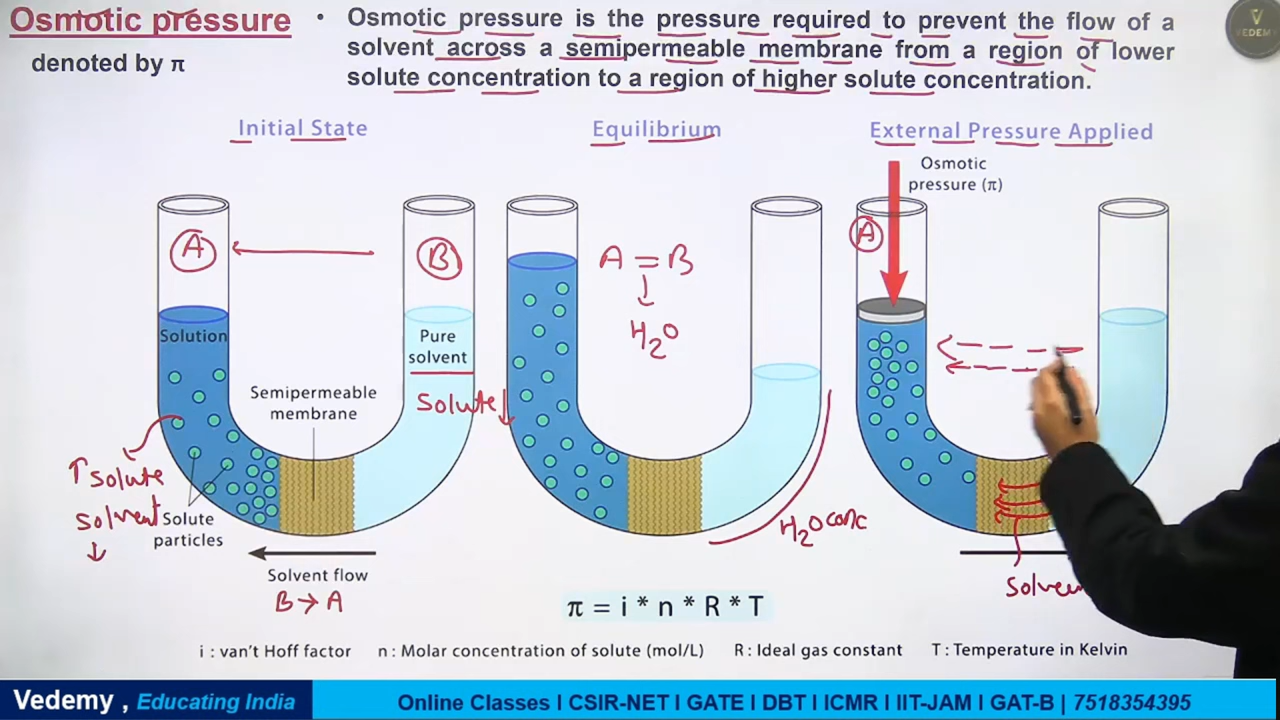 Osmotic pressure
denoted by π
• Osmotic pressure is the pressure required to prevent the flow of a
solvent across a semipermeable membrane from a region of lower
solute concentration to a region of higher solute concentration.
VEDEMY
Initial State
Equilibrium
External Pressure Applied
Osmotic
pressure (π)
A
B
A = B
H₂O
A
Solution
Pure
solvent
Semipermeable
membrane
Solute ↓
↑ Solute
Solvent
↓
Solute
particles
H₂O conc
Solvent flow
B → A
π = i * n * R * T
i : van't Hoff factor
n : Molar concentration of solute (mol/L)
R : Ideal gas constant
T : Temperature in Kelvin
Vedemy , Educating India
Online Classes I CSIR-NET I GATE I DBT I ICMR I IIT-JAM I GAT-B | 7518354395